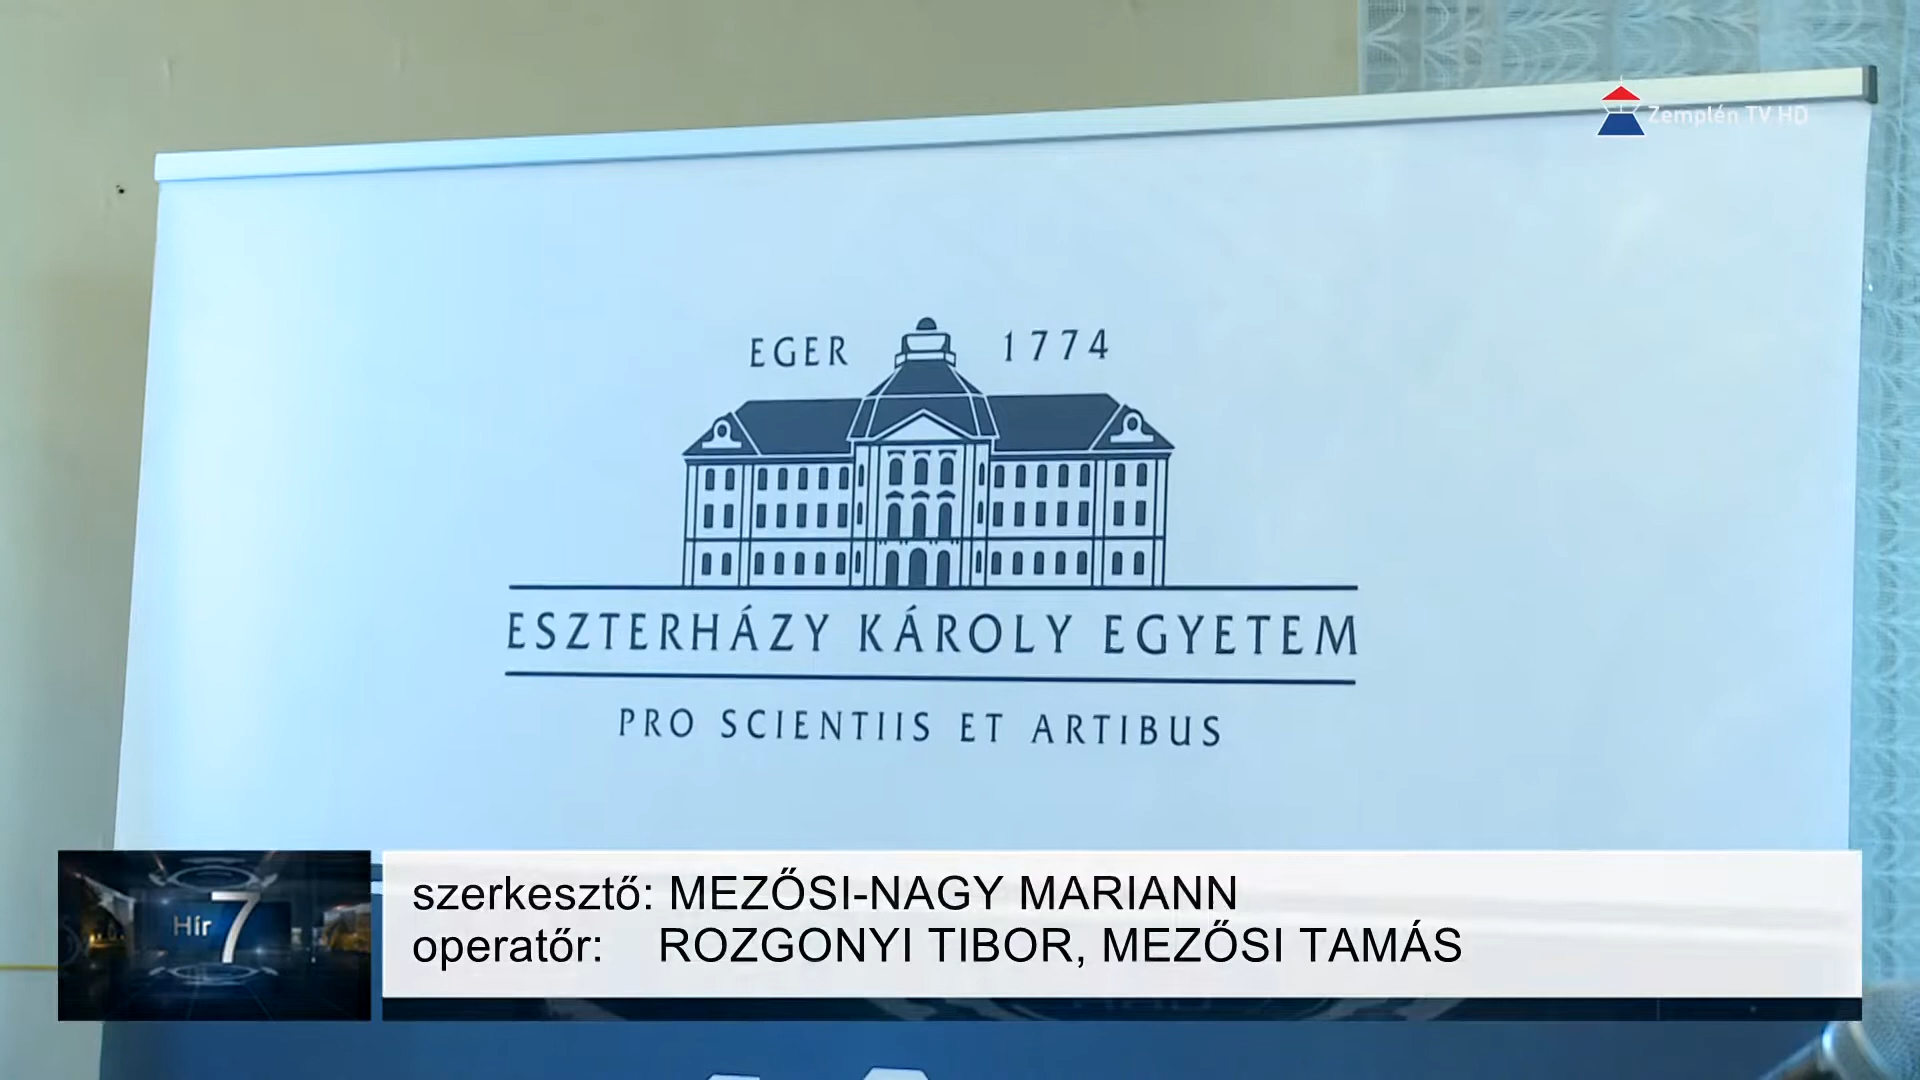 Zemplén TV HD
EGER 1774
ESZTERHÁZY KÁROLY EGYETEM
PRO SCIENTIIS ET ARTIBUS
Hír 7
szerkesztő: MEZŐSI-NAGY MARIANN
operatőr: ROZGONYI TIBOR, MEZŐSI TAMÁS